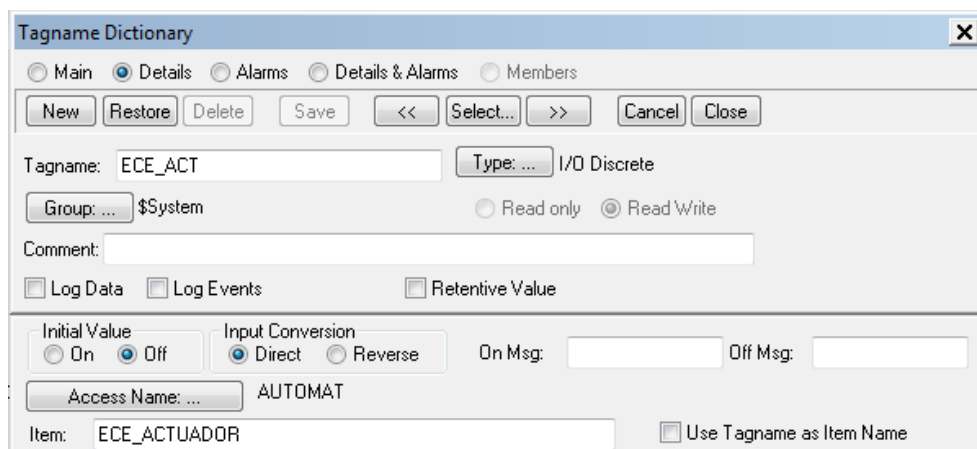 Tagname Dictionary
Main Details Alarms Details & Alarms Members
New Restore Delete Save << Select... >> Cancel Close
Tagname: ECE_ACT Type: ... I/O Discrete
Group: ... $System Read only Read Write
Comment:
Log Data Log Events Retentive Value
Initial Value Input Conversion
On Off Direct Reverse On Msg: Off Msg:
Access Name: ... AUTOMAT
Item: ECE_ACTUADOR Use Tagname as Item Name